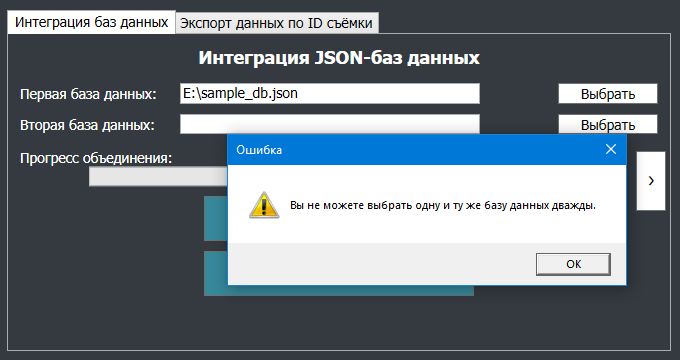 Интеграция баз данных
Экспорт данных по ID съёмки
Интеграция JSON-баз данных
Первая база данных:
E:\sample_db.json
Выбрать
Вторая база данных:
Выбрать
Прогресс объединения:
Ошибка
Вы не можете выбрать одну и ту же базу данных дважды.
OK